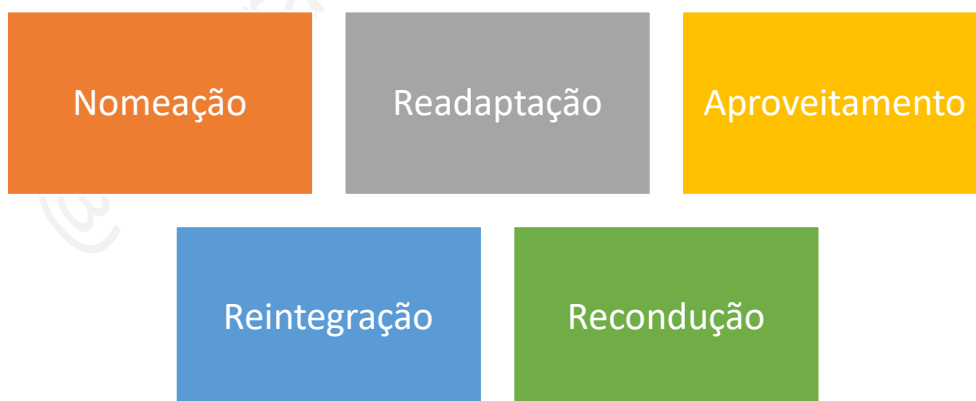 Nomeação
Readaptação
Aproveitamento
Reintegração
Recondução